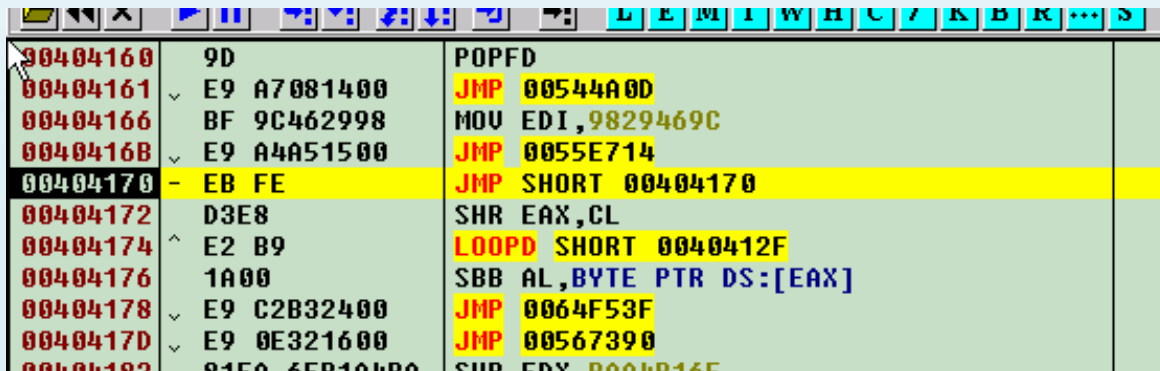 L E M T W H C / K B R ... S
00404160 9D POPFD
00404161 E9 A7081400 JMP 00544A0D
00404166 BF 9C462998 MOV EDI,9829469C
0040416B E9 A4A51500 JMP 0055E714
00404170 - EB FE JMP SHORT 00404170
00404172 D3E8 SHR EAX,CL
00404174 ^ E2 B9 LOOPD SHORT 0040412F
00404176 1A00 SBB AL,BYTE PTR DS:[EAX]
00404178 E9 C2B32400 JMP 0064F53F
0040417D E9 0E321600 JMP 00567390